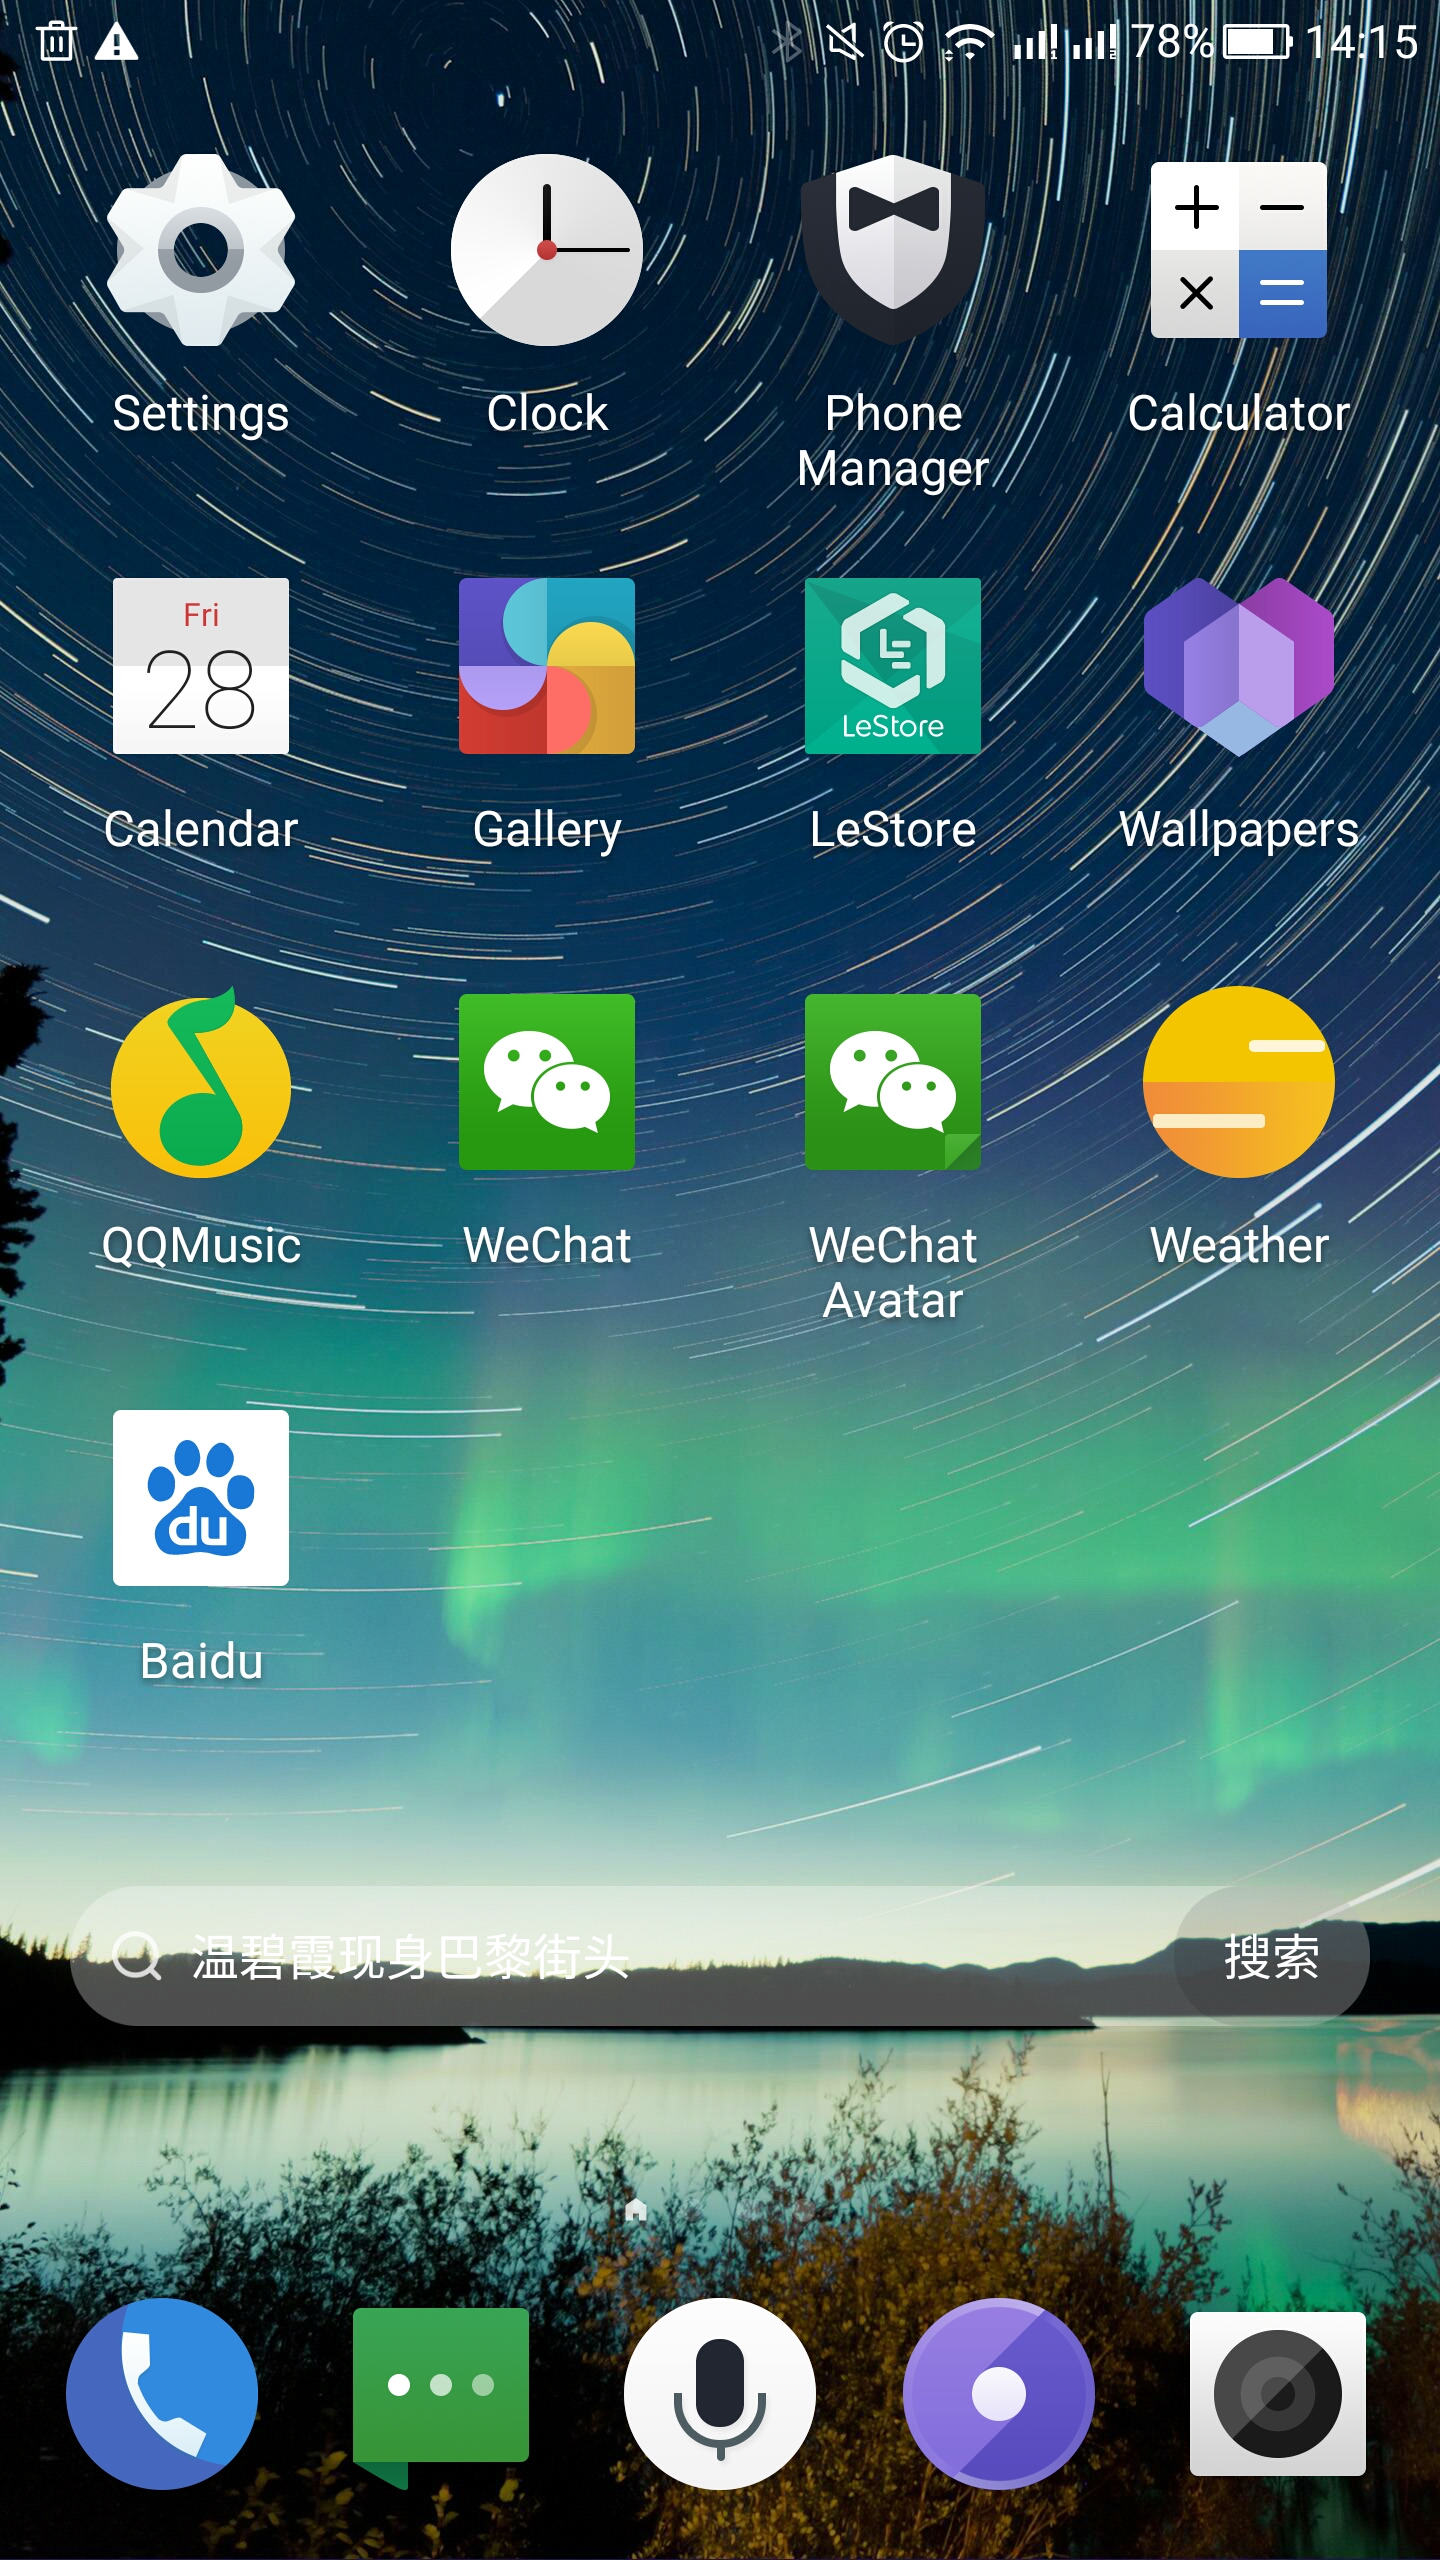 78% 14:15
Settings Clock Phone Manager Calculator
Fri
28
LeStore
Calendar Gallery LeStore Wallpapers
QQMusic WeChat WeChat Avatar Weather
du
Baidu
温碧霞现身巴黎街头 搜索